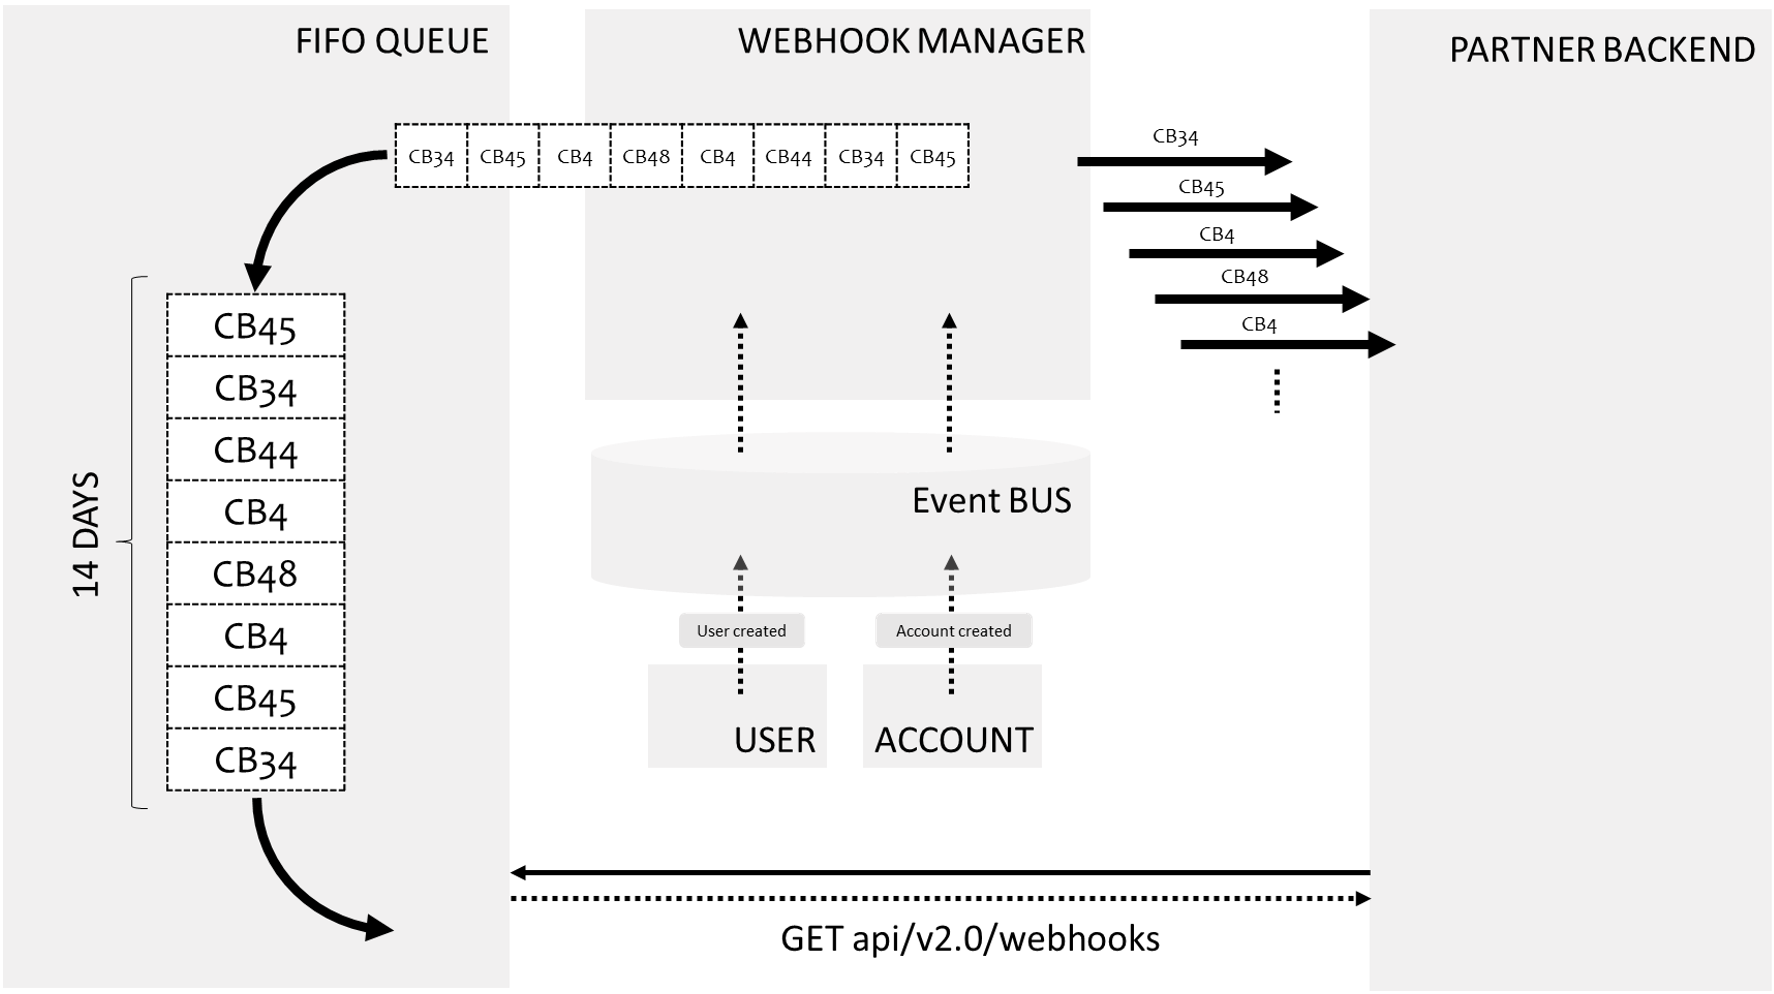 FIFO QUEUE
WEBHOOK MANAGER
PARTNER BACKEND
CB34 CB45 CB4 CB48 CB4 CB44 CB34 CB45
CB34
CB45
CB4
CB48
CB4
14 DAYS
CB45
CB34
CB44
CB4
CB48
CB4
CB45
CB34
Event BUS
User created
Account created
USER
ACCOUNT
GET api/v2.0/webhooks